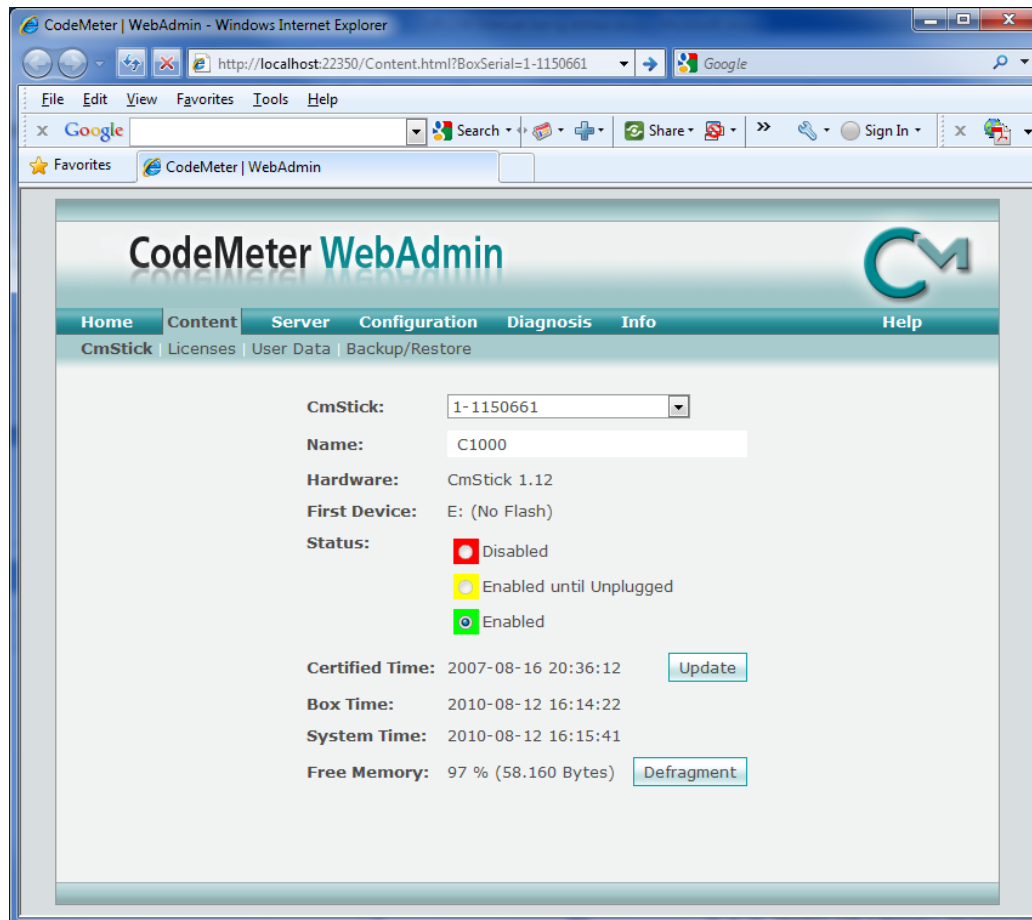 CodeMeter | WebAdmin - Windows Internet Explorer
http://localhost:22350/Content.html?BoxSerial=1-1150661 Google
File Edit View Favorites Tools Help
x Google Search Share >> Sign In x
Favorites CodeMeter | WebAdmin
CodeMeter WebAdmin CM
Home Content Server Configuration Diagnosis Info Help
CmStick | Licenses | User Data | Backup/Restore
CmStick: 1-1150661
Name: C1000
Hardware: CmStick 1.12
First Device: E: (No Flash)
Status: Disabled
Enabled until Unplugged
Enabled
Certified Time: 2007-08-16 20:36:12 Update
Box Time: 2010-08-12 16:14:22
System Time: 2010-08-12 16:15:41
Free Memory: 97 % (58.160 Bytes) Defragment